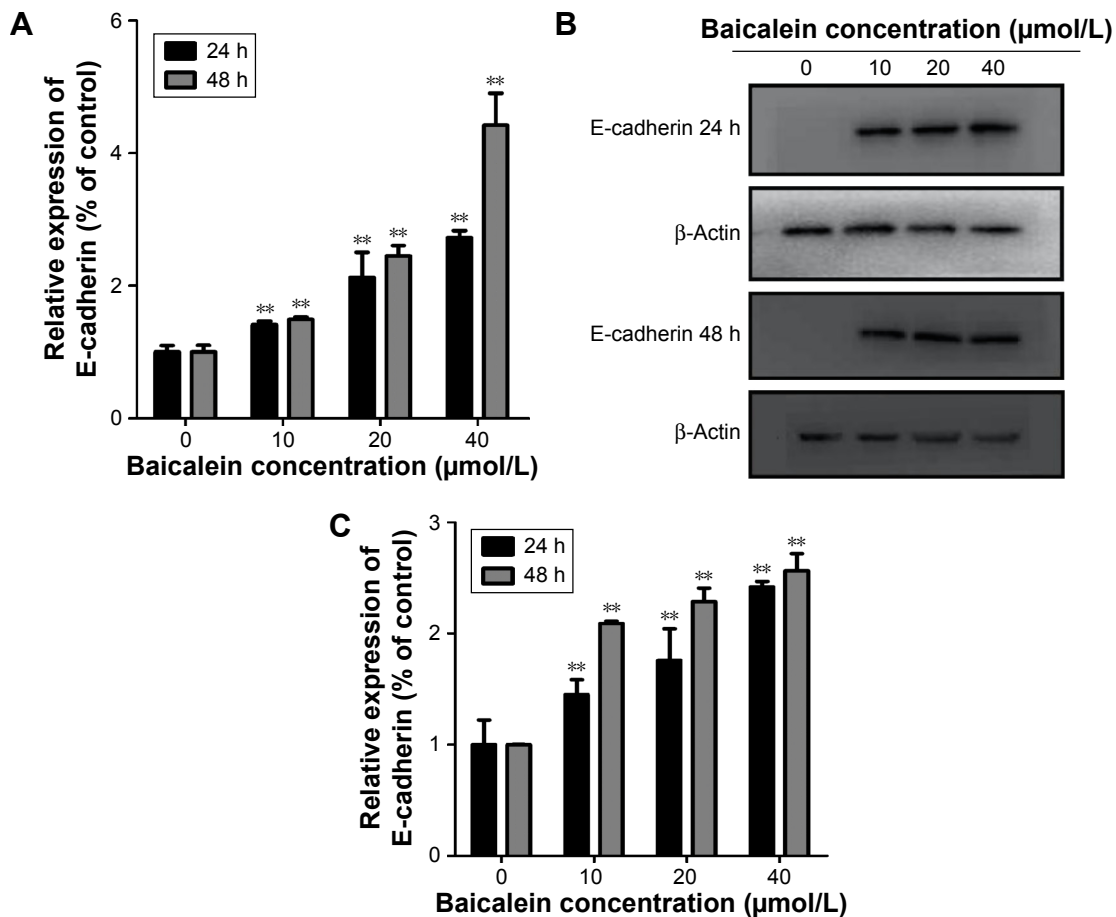 A
Relative expression of
E-cadherin (% of control)
6
4
2
0
24 h
48 h
**
**
**
**
**
**
0
10
20
40
Baicalein concentration (µmol/L)
B
Baicalein concentration (µmol/L)
0 10 20 40
E-cadherin 24 h
β-Actin
E-cadherin 48 h
β-Actin
C
Relative expression of
E-cadherin (% of control)
3
2
1
0
24 h
48 h
**
**
**
**
**
**
0
10
20
40
Baicalein concentration (µmol/L)